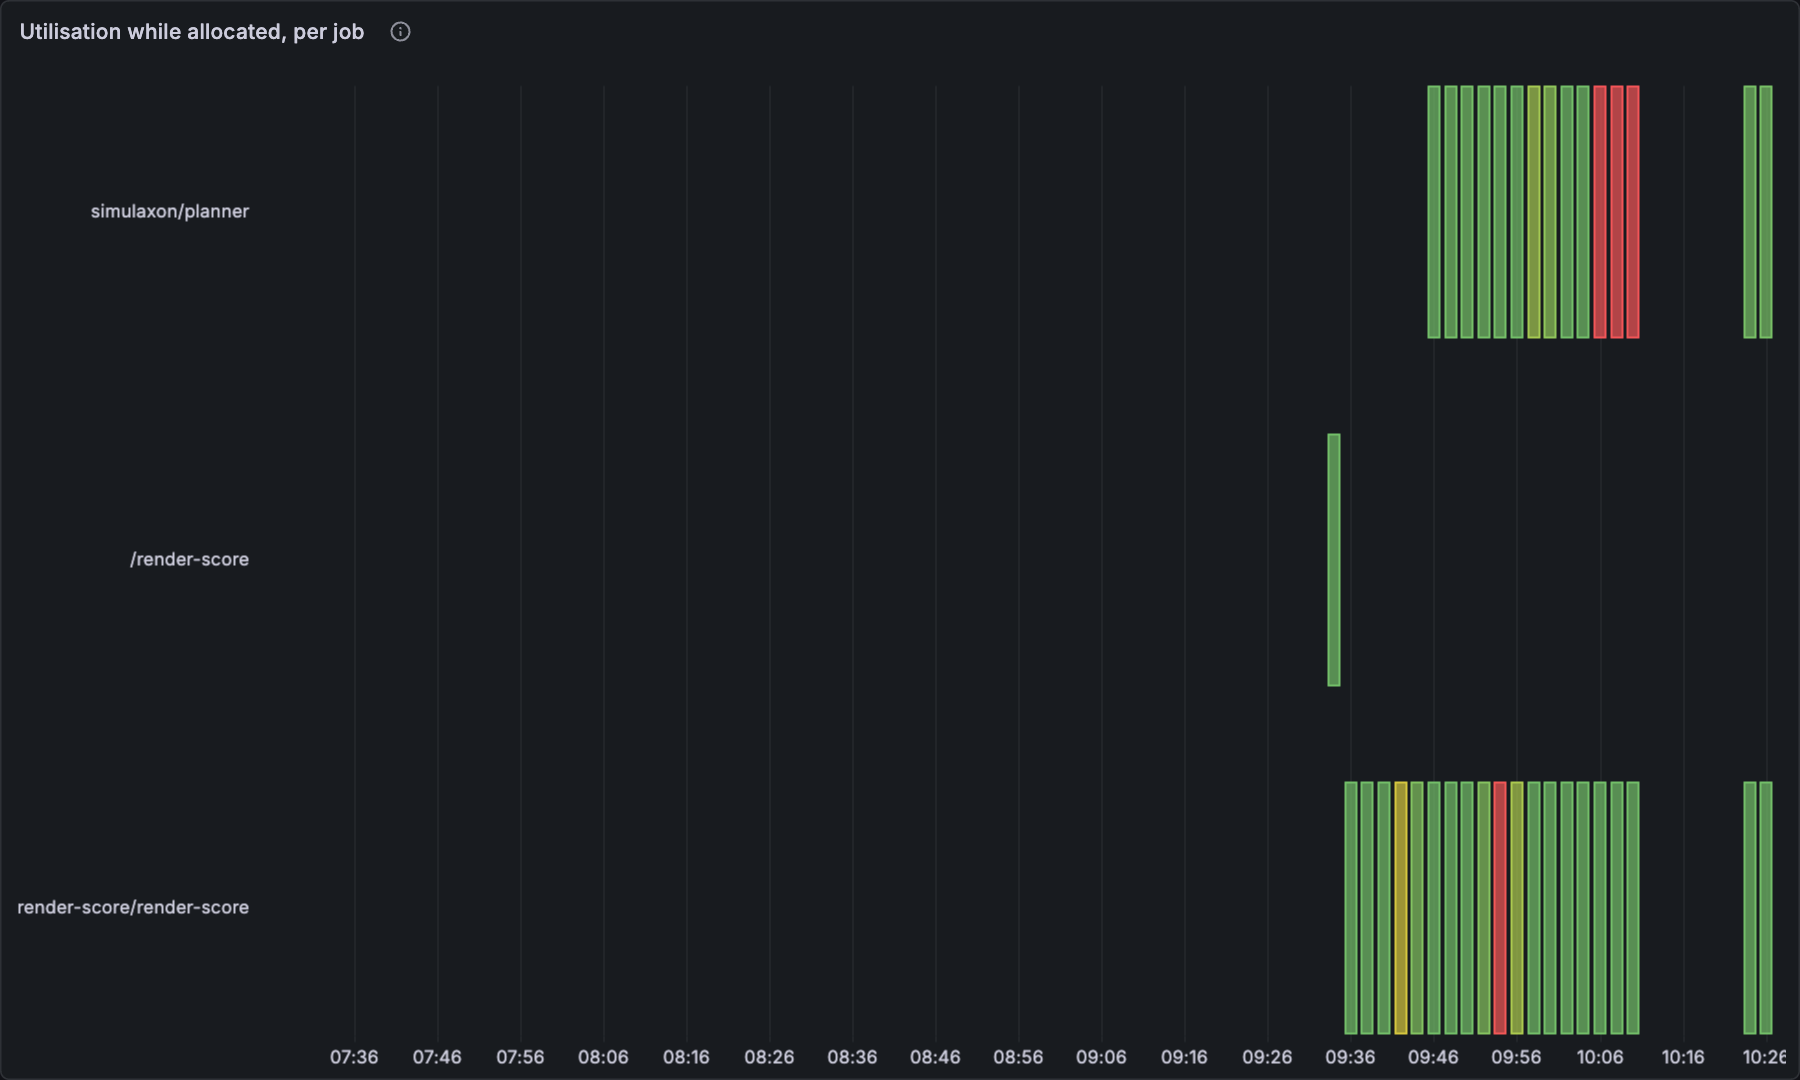 Utilisation while allocated, per job
simulaxon/planner
/render-score
render-score/render-score
07:36 07:46 07:56 08:06 08:16 08:26 08:36 08:46 08:56 09:06 09:16 09:26 09:36 09:46 09:56 10:06 10:16 10:26